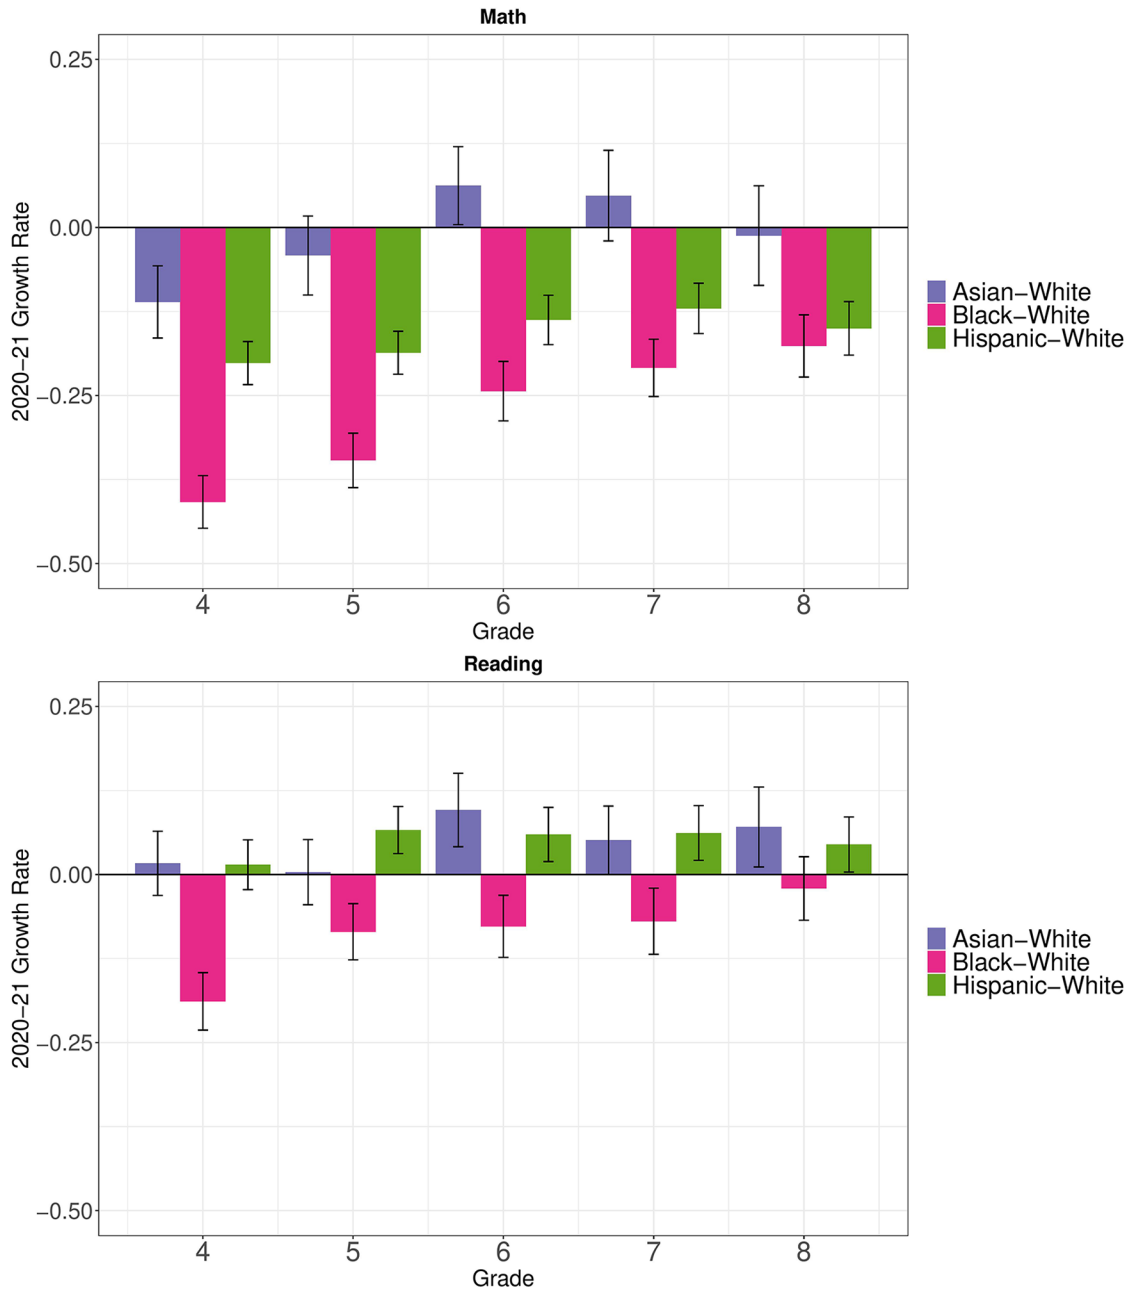 Math
2020−21 Growth Rate
0.25
0.00
−0.25
−0.50
4 5 6 7 8
Grade
Asian−White
Black−White
Hispanic−White
Reading
2020−21 Growth Rate
0.25
0.00
−0.25
−0.50
4 5 6 7 8
Grade
Asian−White
Black−White
Hispanic−White